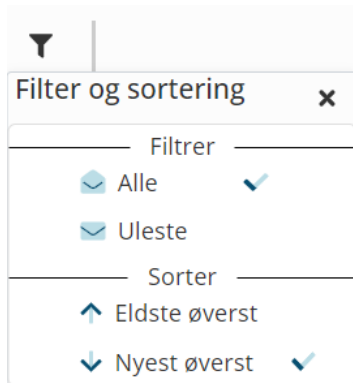 Filter og sortering
Filtrer
Alle
Uleste
Sorter
Eldste øverst
Nyest øverst